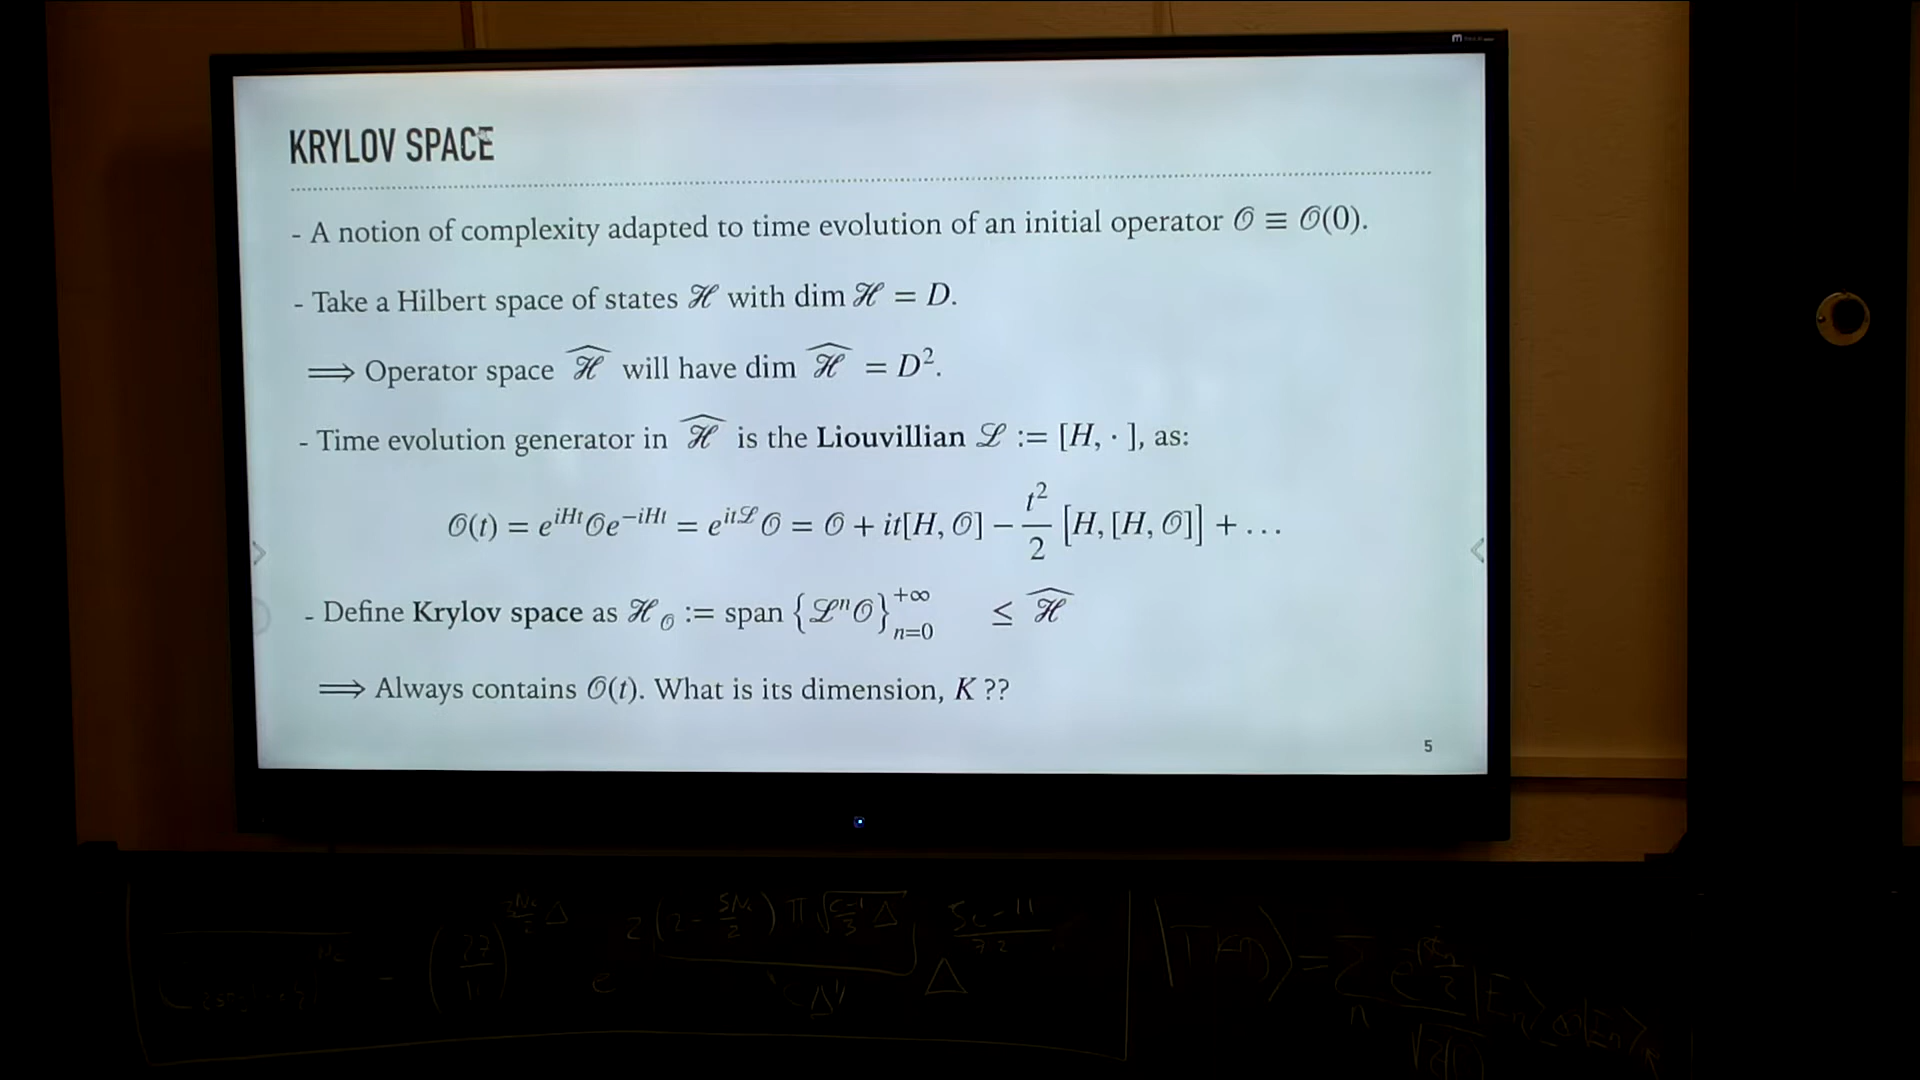 KRYLOV SPACE
- A notion of complexity adapted to time evolution of an initial operator 𝒪 ≡ 𝒪(0).
- Take a Hilbert space of states ℋ with dim ℋ = D.
⟹ Operator space ℋ̂ will have dim ℋ̂ = D².
- Time evolution generator in ℋ̂ is the Liouvillian ℒ := [H, · ], as:
𝒪(t) = e^{iHt}𝒪e^{−iHt} = e^{itℒ}𝒪 = 𝒪 + it[H, 𝒪] − t²/2 [H, [H, 𝒪]] + …
- Define Krylov space as ℋ_𝒪 := span {ℒⁿ𝒪}_{n=0}^{+∞} ≤ ℋ̂
⟹ Always contains 𝒪(t). What is its dimension, K ??
5